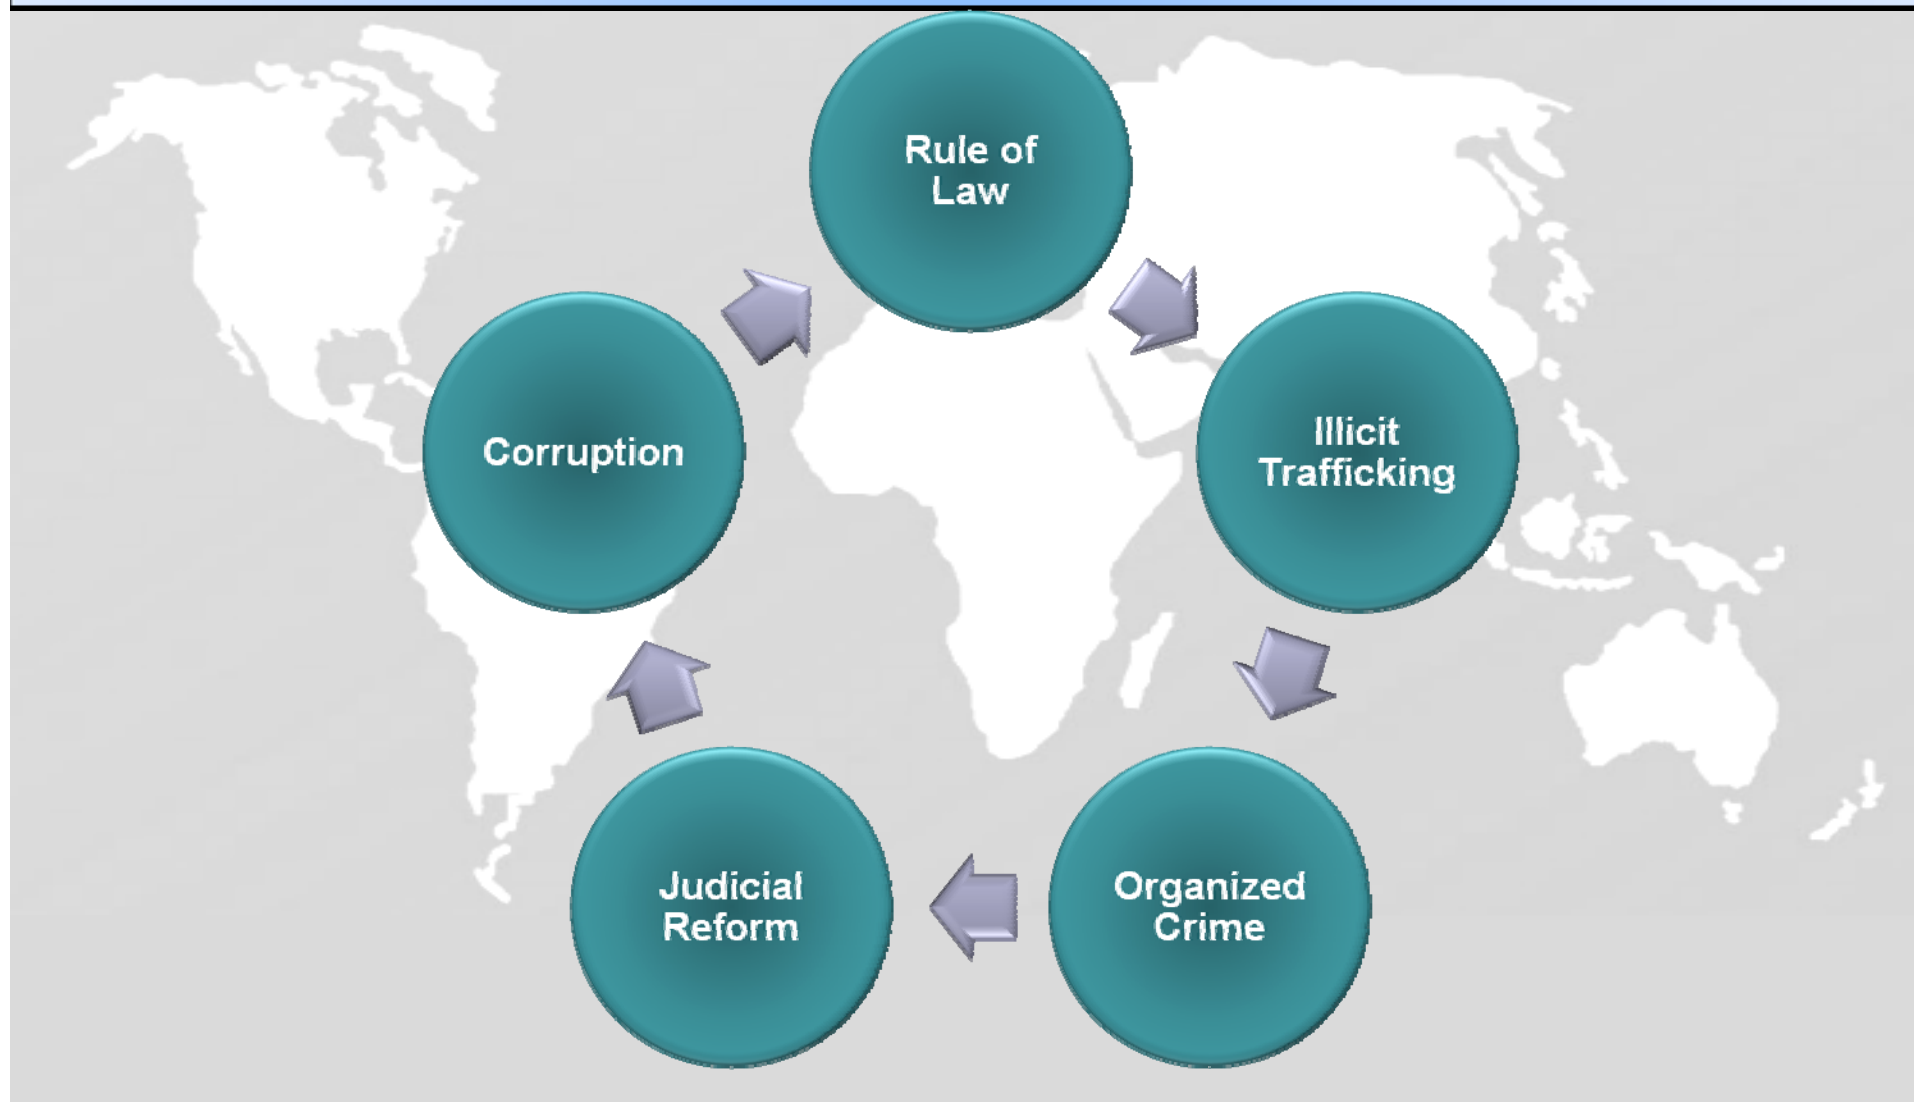 Rule of
Law
Illicit
Trafficking
Organized
Crime
Judicial
Reform
Corruption